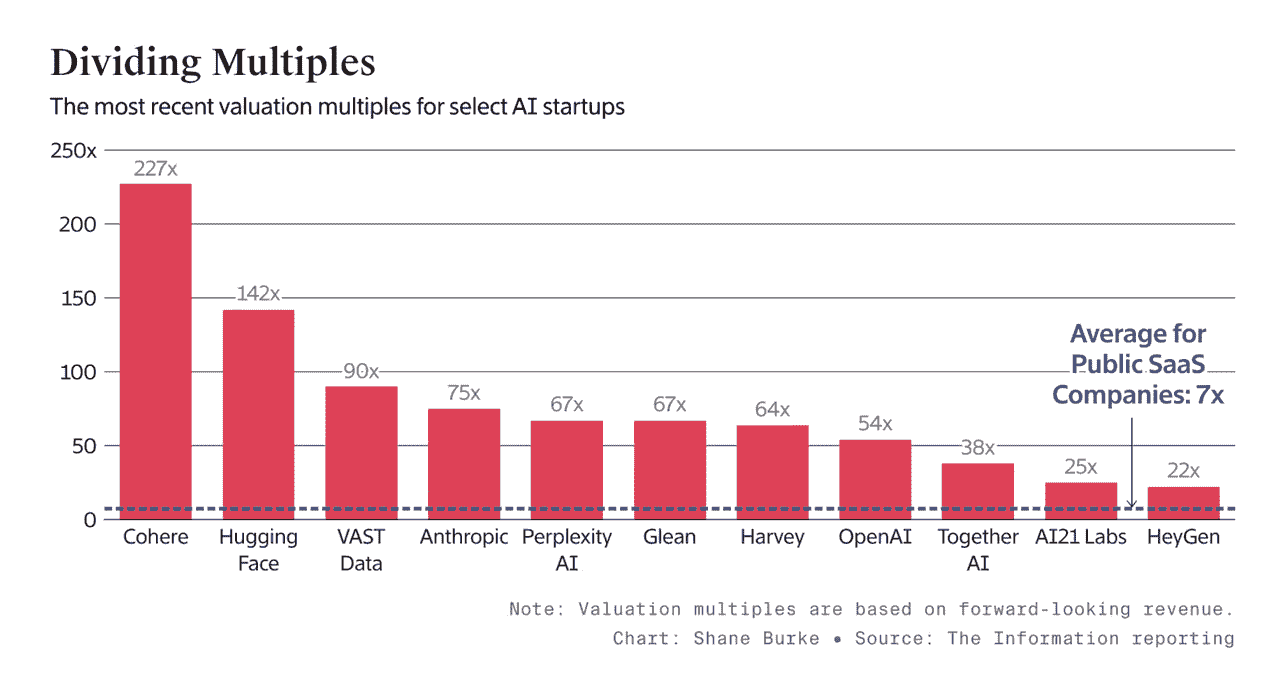 Dividing Multiples
The most recent valuation multiples for select AI startups
250x
200
150
100
50
0
227x
142x
90x
75x
67x
67x
64x
54x
38x
25x
22x
Average for
Public SaaS
Companies: 7x
Cohere
Hugging
Face
VAST
Data
Anthropic
Perplexity
AI
Glean
Harvey
OpenAI
Together
AI
AI21 Labs
HeyGen
Note: Valuation multiples are based on forward-looking revenue.
Chart: Shane Burke • Source: The Information reporting